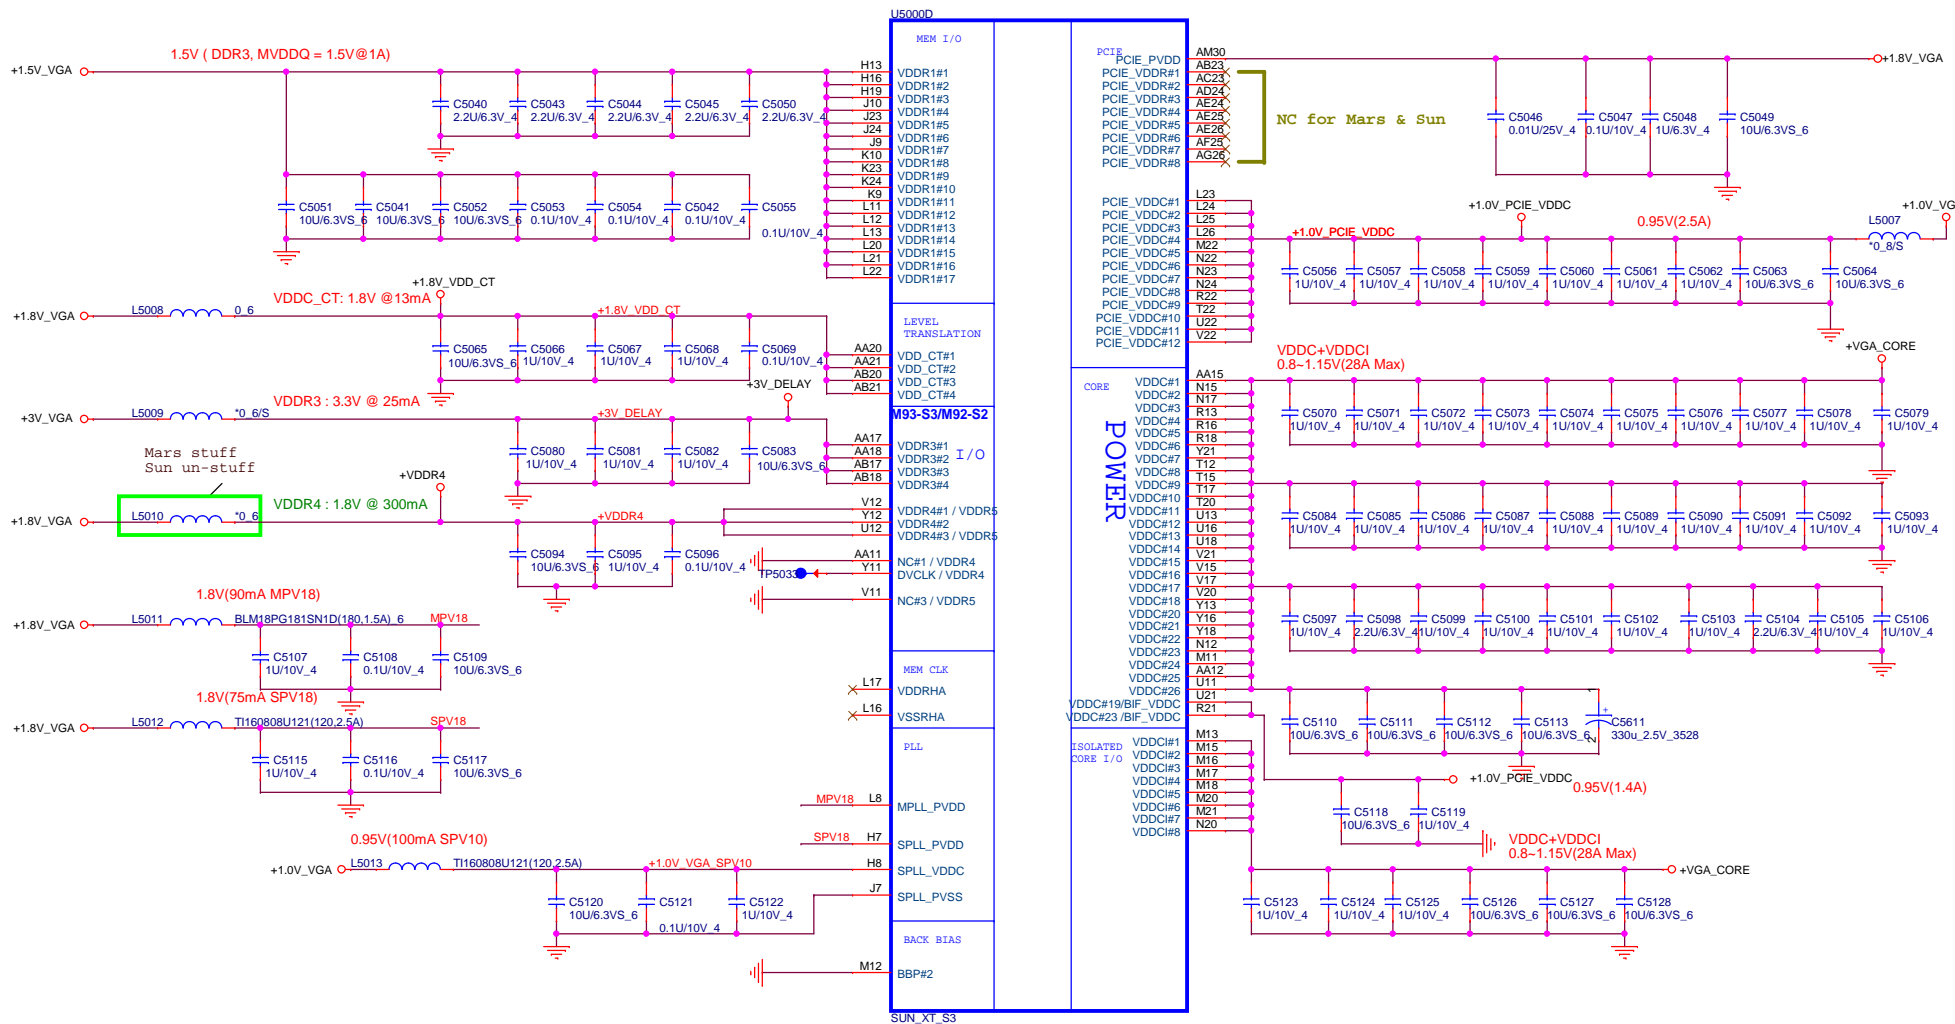 U5000D
MEM I/O
1.5V ( DDR3, MVDDQ = 1.5V@1A)
+1.5V_VGA
C5040
2.2U/6.3V_4
C5043
2.2U/6.3V_4
C5044
2.2U/6.3V_4
C5045
2.2U/6.3V_4
C5050
2.2U/6.3V_4
C5051
10U/6.3VS_6
C5041
10U/6.3VS_6
C5052
10U/6.3VS_6
C5053
0.1U/10V_4
C5054
0.1U/10V_4
C5042
0.1U/10V_4
C5055
0.1U/10V_4
H13 VDDR1#1
H16 VDDR1#2
H19 VDDR1#3
J10 VDDR1#4
J23 VDDR1#5
J24 VDDR1#6
J9 VDDR1#7
K10 VDDR1#8
K23 VDDR1#9
K24 VDDR1#10
K9 VDDR1#11
L11 VDDR1#12
L12 VDDR1#13
L13 VDDR1#14
L20 VDDR1#15
L21 VDDR1#16
L22 VDDR1#17
+1.8V_VDD_CT
VDDC_CT: 1.8V @13mA
+1.8V_VGA
L5008
0_6
+1.8V_VDD_CT
C5065
10U/6.3VS_6
C5066
1U/10V_4
C5067
1U/10V_4
C5068
1U/10V_4
C5069
0.1U/10V_4
LEVEL
TRANSLATION
AA20 VDD_CT#1
AA21 VDD_CT#2
AB20 VDD_CT#3
AB21 VDD_CT#4
+3V_DELAY
VDDR3 : 3.3V @ 25mA
+3V_VGA
L5009
*0_6/S
+3V_DELAY
C5080
1U/10V_4
C5081
1U/10V_4
C5082
1U/10V_4
C5083
10U/6.3VS_6
M93-S3/M92-S2
I/O
AA17 VDDR3#1
AA18 VDDR3#2
AB17 VDDR3#3
AB18 VDDR3#4
Mars stuff
Sun un-stuff
+VDDR4
VDDR4 : 1.8V @ 300mA
+1.8V_VGA
L5010
*0_6
+VDDR4
C5094
10U/6.3VS_6
C5095
1U/10V_4
C5096
0.1U/10V_4
V12 VDDR4#1 / VDDR5
Y12 VDDR4#2
U12 VDDR4#3 / VDDR5
AA11 NC#1 / VDDR4
TP5033
Y11 DVCLK / VDDR4
V11 NC#3 / VDDR5
1.8V(90mA MPV18)
+1.8V_VGA
L5011
BLM18PG181SN1D(180,1.5A)_6
MPV18
C5107
1U/10V_4
C5108
0.1U/10V_4
C5109
10U/6.3VS_6
1.8V(75mA SPV18)
+1.8V_VGA
L5012
TI160808U121(120,2.5A)
SPV18
C5115
1U/10V_4
C5116
0.1U/10V_4
C5117
10U/6.3VS_6
MEM CLK
L17 VDDRHA
L16 VSSRHA
PLL
MPV18 L8 MPLL_PVDD
SPV18 H7 SPLL_PVDD
H8 SPLL_VDDC
J7 SPLL_PVSS
0.95V(100mA SPV10)
+1.0V_VGA
L5013
TI160808U121(120,2.5A)
+1.0V_VGA_SPV10
C5120
10U/6.3VS_6
C5121
0.1U/10V_4
C5122
1U/10V_4
BACK BIAS
M12 BBP#2
SUN_XT_S3
POWER
PCIE
PCIE_PVDD AM30
PCIE_VDDR#1 AB23
PCIE_VDDR#2 AC23
PCIE_VDDR#3 AD24
PCIE_VDDR#4 AE24
PCIE_VDDR#5 AE25
PCIE_VDDR#6 AE26
PCIE_VDDR#7 AF25
PCIE_VDDR#8 AG26
NC for Mars & Sun
+1.8V_VGA
C5046
0.01U/25V_4
C5047
0.1U/10V_4
C5048
1U/6.3V_4
C5049
10U/6.3VS_6
PCIE_VDDC#1 L23
PCIE_VDDC#2 L24
PCIE_VDDC#3 L25
PCIE_VDDC#4 L26
PCIE_VDDC#5 M22
PCIE_VDDC#6 N22
PCIE_VDDC#7 N23
PCIE_VDDC#8 N24
PCIE_VDDC#9 R22
PCIE_VDDC#10 T22
PCIE_VDDC#11 U22
PCIE_VDDC#12 V22
+1.0V_PCIE_VDDC
+1.0V_PCIE_VDDC
0.95V(2.5A)
L5007
*0_8/S
+1.0V_VG
C5056
1U/10V_4
C5057
1U/10V_4
C5058
1U/10V_4
C5059
1U/10V_4
C5060
1U/10V_4
C5061
1U/10V_4
C5062
1U/10V_4
C5063
10U/6.3VS_6
C5064
10U/6.3VS_6
VDDC+VDDCI
0.8~1.15V(28A Max)
+VGA_CORE
CORE
VDDC#1 AA15
VDDC#2 N15
VDDC#3 N17
VDDC#4 R13
VDDC#5 R16
VDDC#6 R18
VDDC#7 Y21
VDDC#8 T12
VDDC#9 T15
VDDC#10 T17
VDDC#11 T20
VDDC#12 U13
VDDC#13 U16
VDDC#14 U18
VDDC#15 V21
VDDC#16 V15
VDDC#17 V17
VDDC#18 V20
VDDC#20 Y13
VDDC#21 Y16
VDDC#22 Y18
VDDC#23 N12
VDDC#24 M11
VDDC#25 AA12
VDDC#26 U11
VDDC#19/BIF_VDDC U21
VDDC#23 /BIF_VDDC R21
C5070
1U/10V_4
C5071
1U/10V_4
C5072
1U/10V_4
C5073
1U/10V_4
C5074
1U/10V_4
C5075
1U/10V_4
C5076
1U/10V_4
C5077
1U/10V_4
C5078
1U/10V_4
C5079
1U/10V_4
C5084
1U/10V_4
C5085
1U/10V_4
C5086
1U/10V_4
C5087
1U/10V_4
C5088
1U/10V_4
C5089
1U/10V_4
C5090
1U/10V_4
C5091
1U/10V_4
C5092
1U/10V_4
C5093
1U/10V_4
C5097
1U/10V_4
C5098
2.2U/6.3V_4
C5099
1U/10V_4
C5100
1U/10V_4
C5101
1U/10V_4
C5102
1U/10V_4
C5103
1U/10V_4
C5104
2.2U/6.3V_4
C5105
1U/10V_4
C5106
1U/10V_4
C5110
10U/6.3VS_6
C5111
10U/6.3VS_6
C5112
10U/6.3VS_6
C5113
10U/6.3VS_6
1
+
2
C5611
330u_2.5V_3528
ISOLATED
CORE I/O
VDDCI#1 M13
VDDCI#2 M15
VDDCI#3 M16
VDDCI#4 M17
VDDCI#5 M18
VDDCI#6 M20
VDDCI#7 M21
VDDCI#8 N20
+1.0V_PCIE_VDDC
0.95V(1.4A)
C5118
10U/6.3VS_6
C5119
1U/10V_4
VDDC+VDDCI
0.8~1.15V(28A Max)
+VGA_CORE
C5123
1U/10V_4
C5124
1U/10V_4
C5125
1U/10V_4
C5126
10U/6.3VS_6
C5127
10U/6.3VS_6
C5128
10U/6.3VS_6